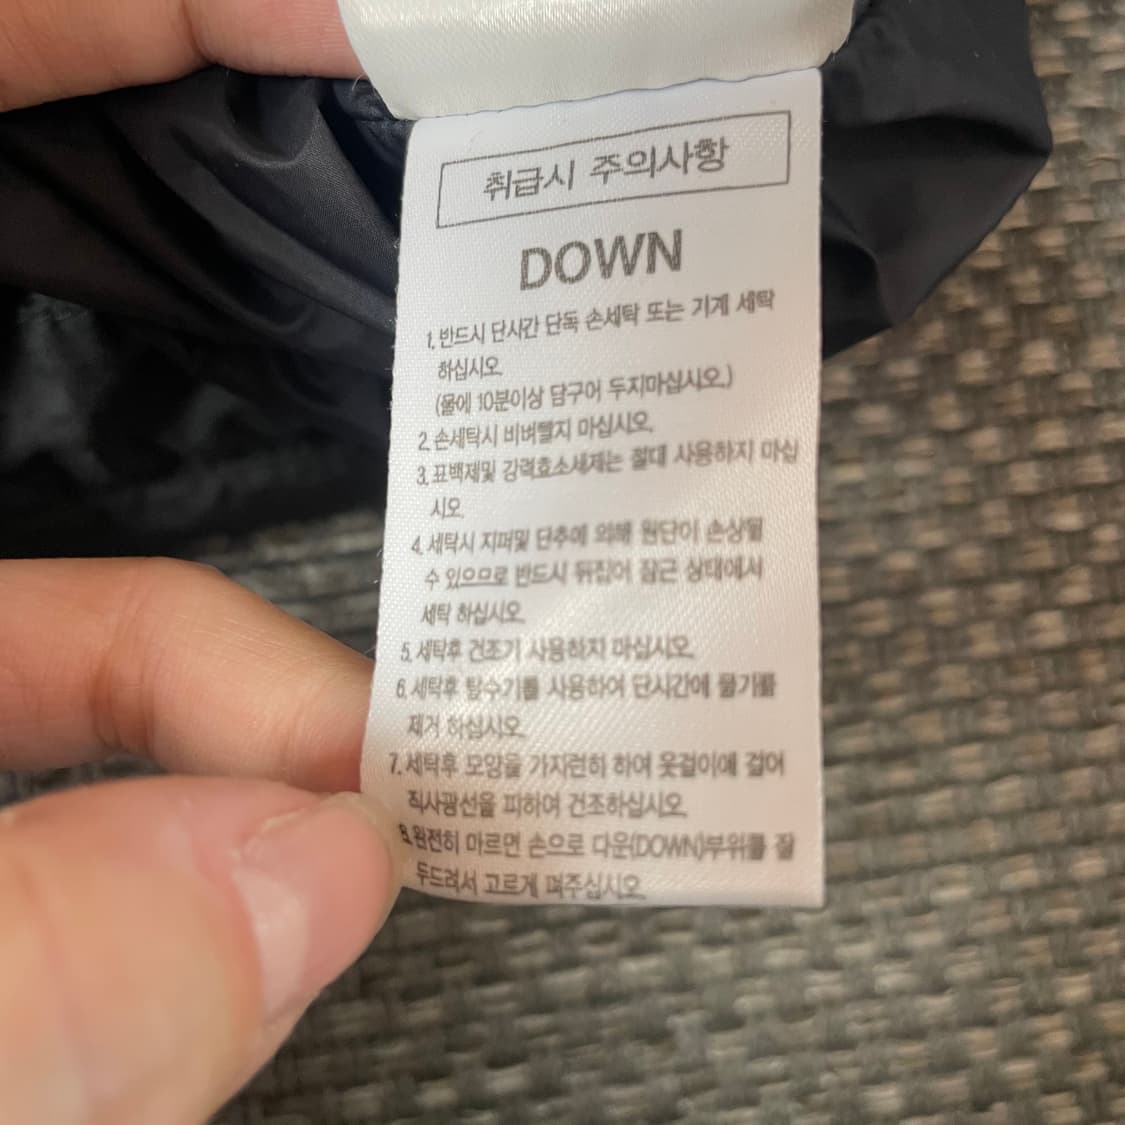 취급시 주의사항
DOWN
1. 반드시 단시간 단독 손세탁 또는 기계 세탁
하십시오.
(물에 10분이상 담구어 두지마십시오.)
2. 손세탁시 비벼빨지 마십시오.
3. 표백제및 강력효소세제는 절대 사용하지 마십
시오.
4. 세탁시 지퍼및 단추에 의해 원단이 손상될
수 있으므로 반드시 뒤집어 잠근 상태에서
세탁 하십시오.
5. 세탁후 건조기 사용하지 마십시오.
6. 세탁후 탈수기를 사용하여 단시간에 물기를
제거 하십시오.
7. 세탁후 모양을 가지런히 하여 옷걸이에 걸어
직사광선을 피하여 건조하십시오.
8. 완전히 마르면 손으로 다운(DOWN)부위를 잘
두드려서 고르게 펴주십시오.